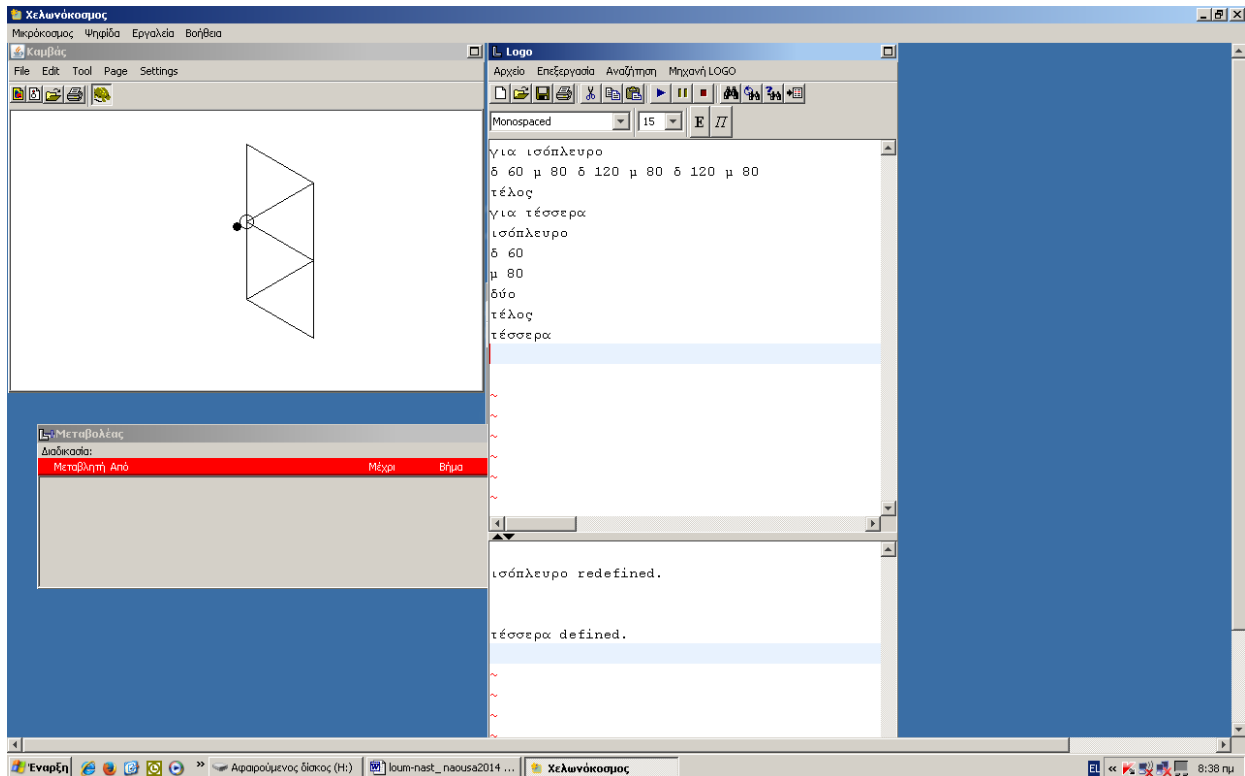 Χελωνόκοσμος
Μικρόκοσμος Ψηφίδα Εργαλεία Βοήθεια
Καμβάς
File Edit Tool Page Settings
Logo
Αρχείο Επεξεργασία Αναζήτηση Μηχανή LOGO
Monospaced 15 Ε Π
για ισόπλευρο
δ 60 μ 80 δ 120 μ 80 δ 120 μ 80
τέλος
για τέσσερα
ισόπλευρο
δ 60
μ 80
δύο
τέλος
τέσσερα
~
~
~
~
~
~
Μεταβολέας
Διαδικασία:
Μεταβλητή Από Μέχρι Βήμα
ισόπλευρο redefined.
τέσσερα defined.
~
~
~
~
Έναρξη » Αφαιρούμενος δίσκος (H:) loum-nast_naousa2014 ... Χελωνόκοσμος EL « 8:38 πμ